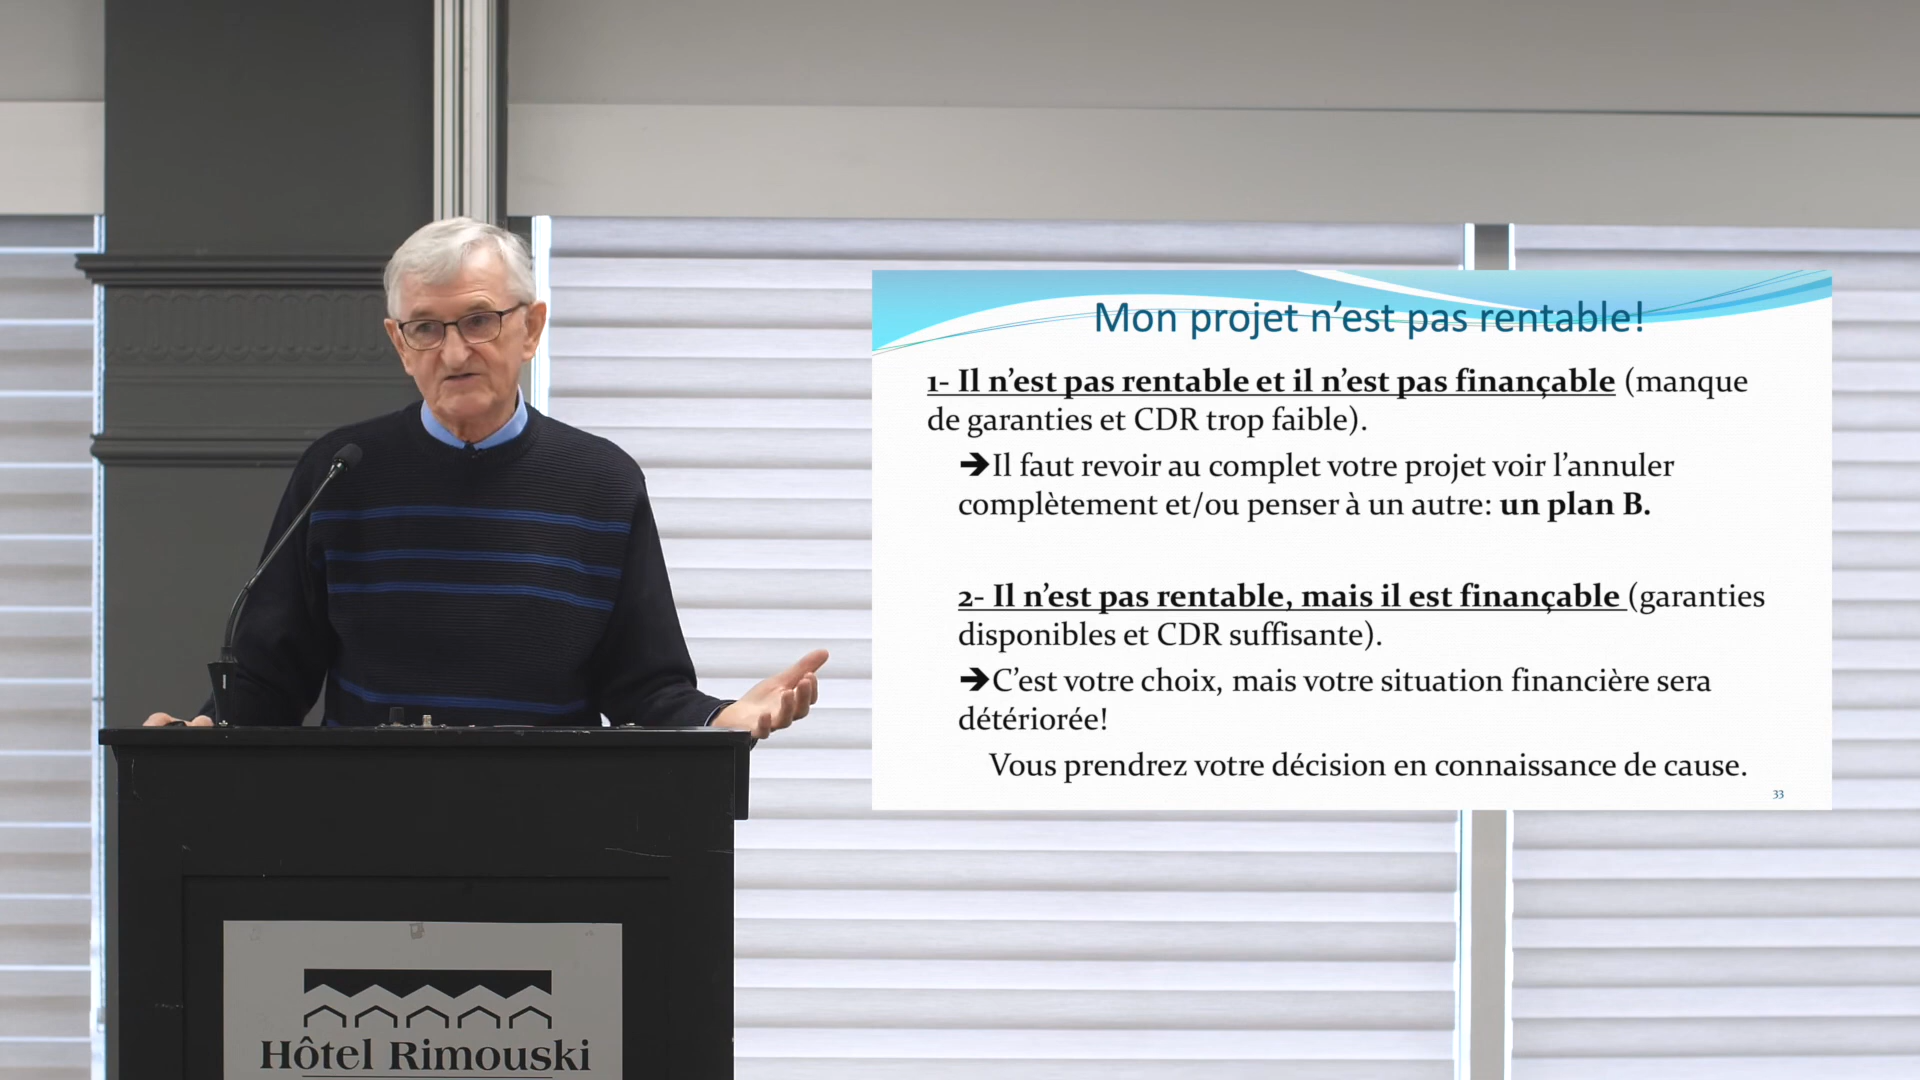 Mon projet n’est pas rentable!
1- Il n’est pas rentable et il n’est pas finançable (manque
de garanties et CDR trop faible).
➔Il faut revoir au complet votre projet voir l’annuler
complètement et/ou penser à un autre: un plan B.
2- Il n’est pas rentable, mais il est finançable (garanties
disponibles et CDR suffisante).
➔C’est votre choix, mais votre situation financière sera
détériorée!
Vous prendrez votre décision en connaissance de cause.
33
Hôtel Rimouski